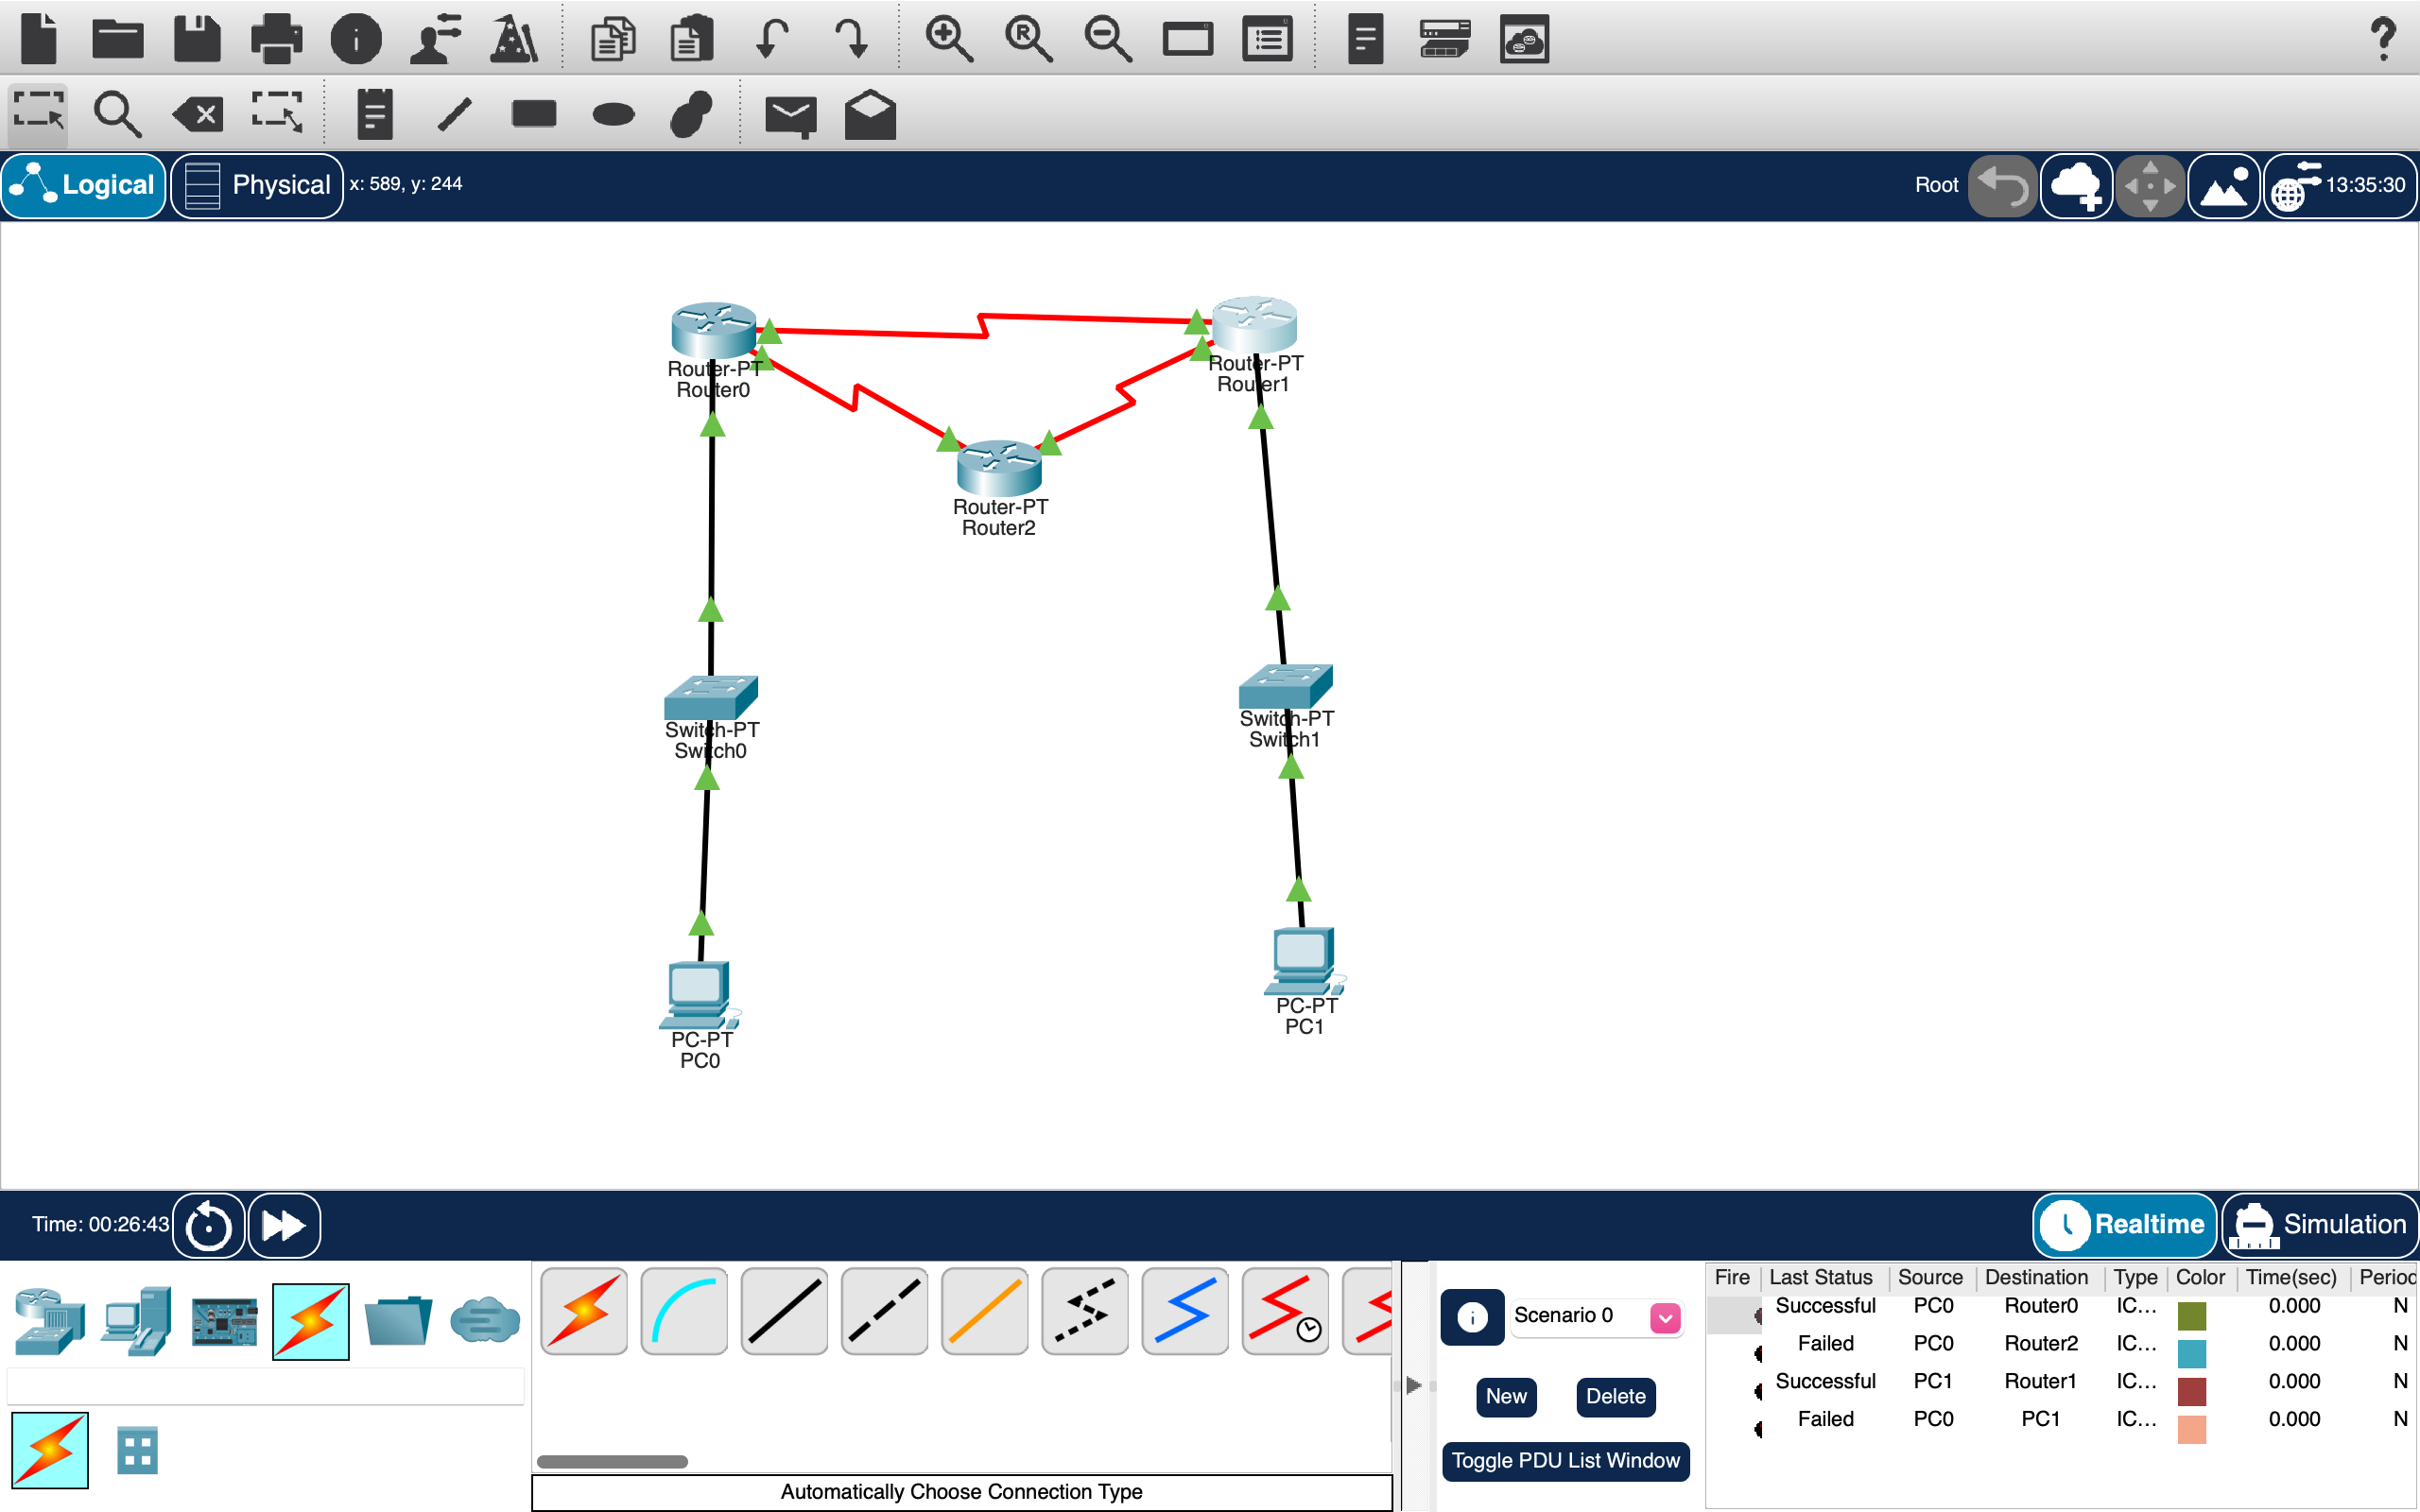 Logical
Physical
x: 589, y: 244
Root
13:35:30
Router-PT
Router0
Router-PT
Router1
Router-PT
Router2
Switch-PT
Switch0
Switch-PT
Switch1
PC-PT
PC0
PC-PT
PC1
Time: 00:26:43
Realtime
Simulation
Scenario 0
New
Delete
Toggle PDU List Window
Automatically Choose Connection Type
Fire Last Status Source Destination Type Color Time(sec) Perioc
Successful PC0 Router0 IC... 0.000 N
Failed PC0 Router2 IC... 0.000 N
Successful PC1 Router1 IC... 0.000 N
Failed PC0 PC1 IC... 0.000 N